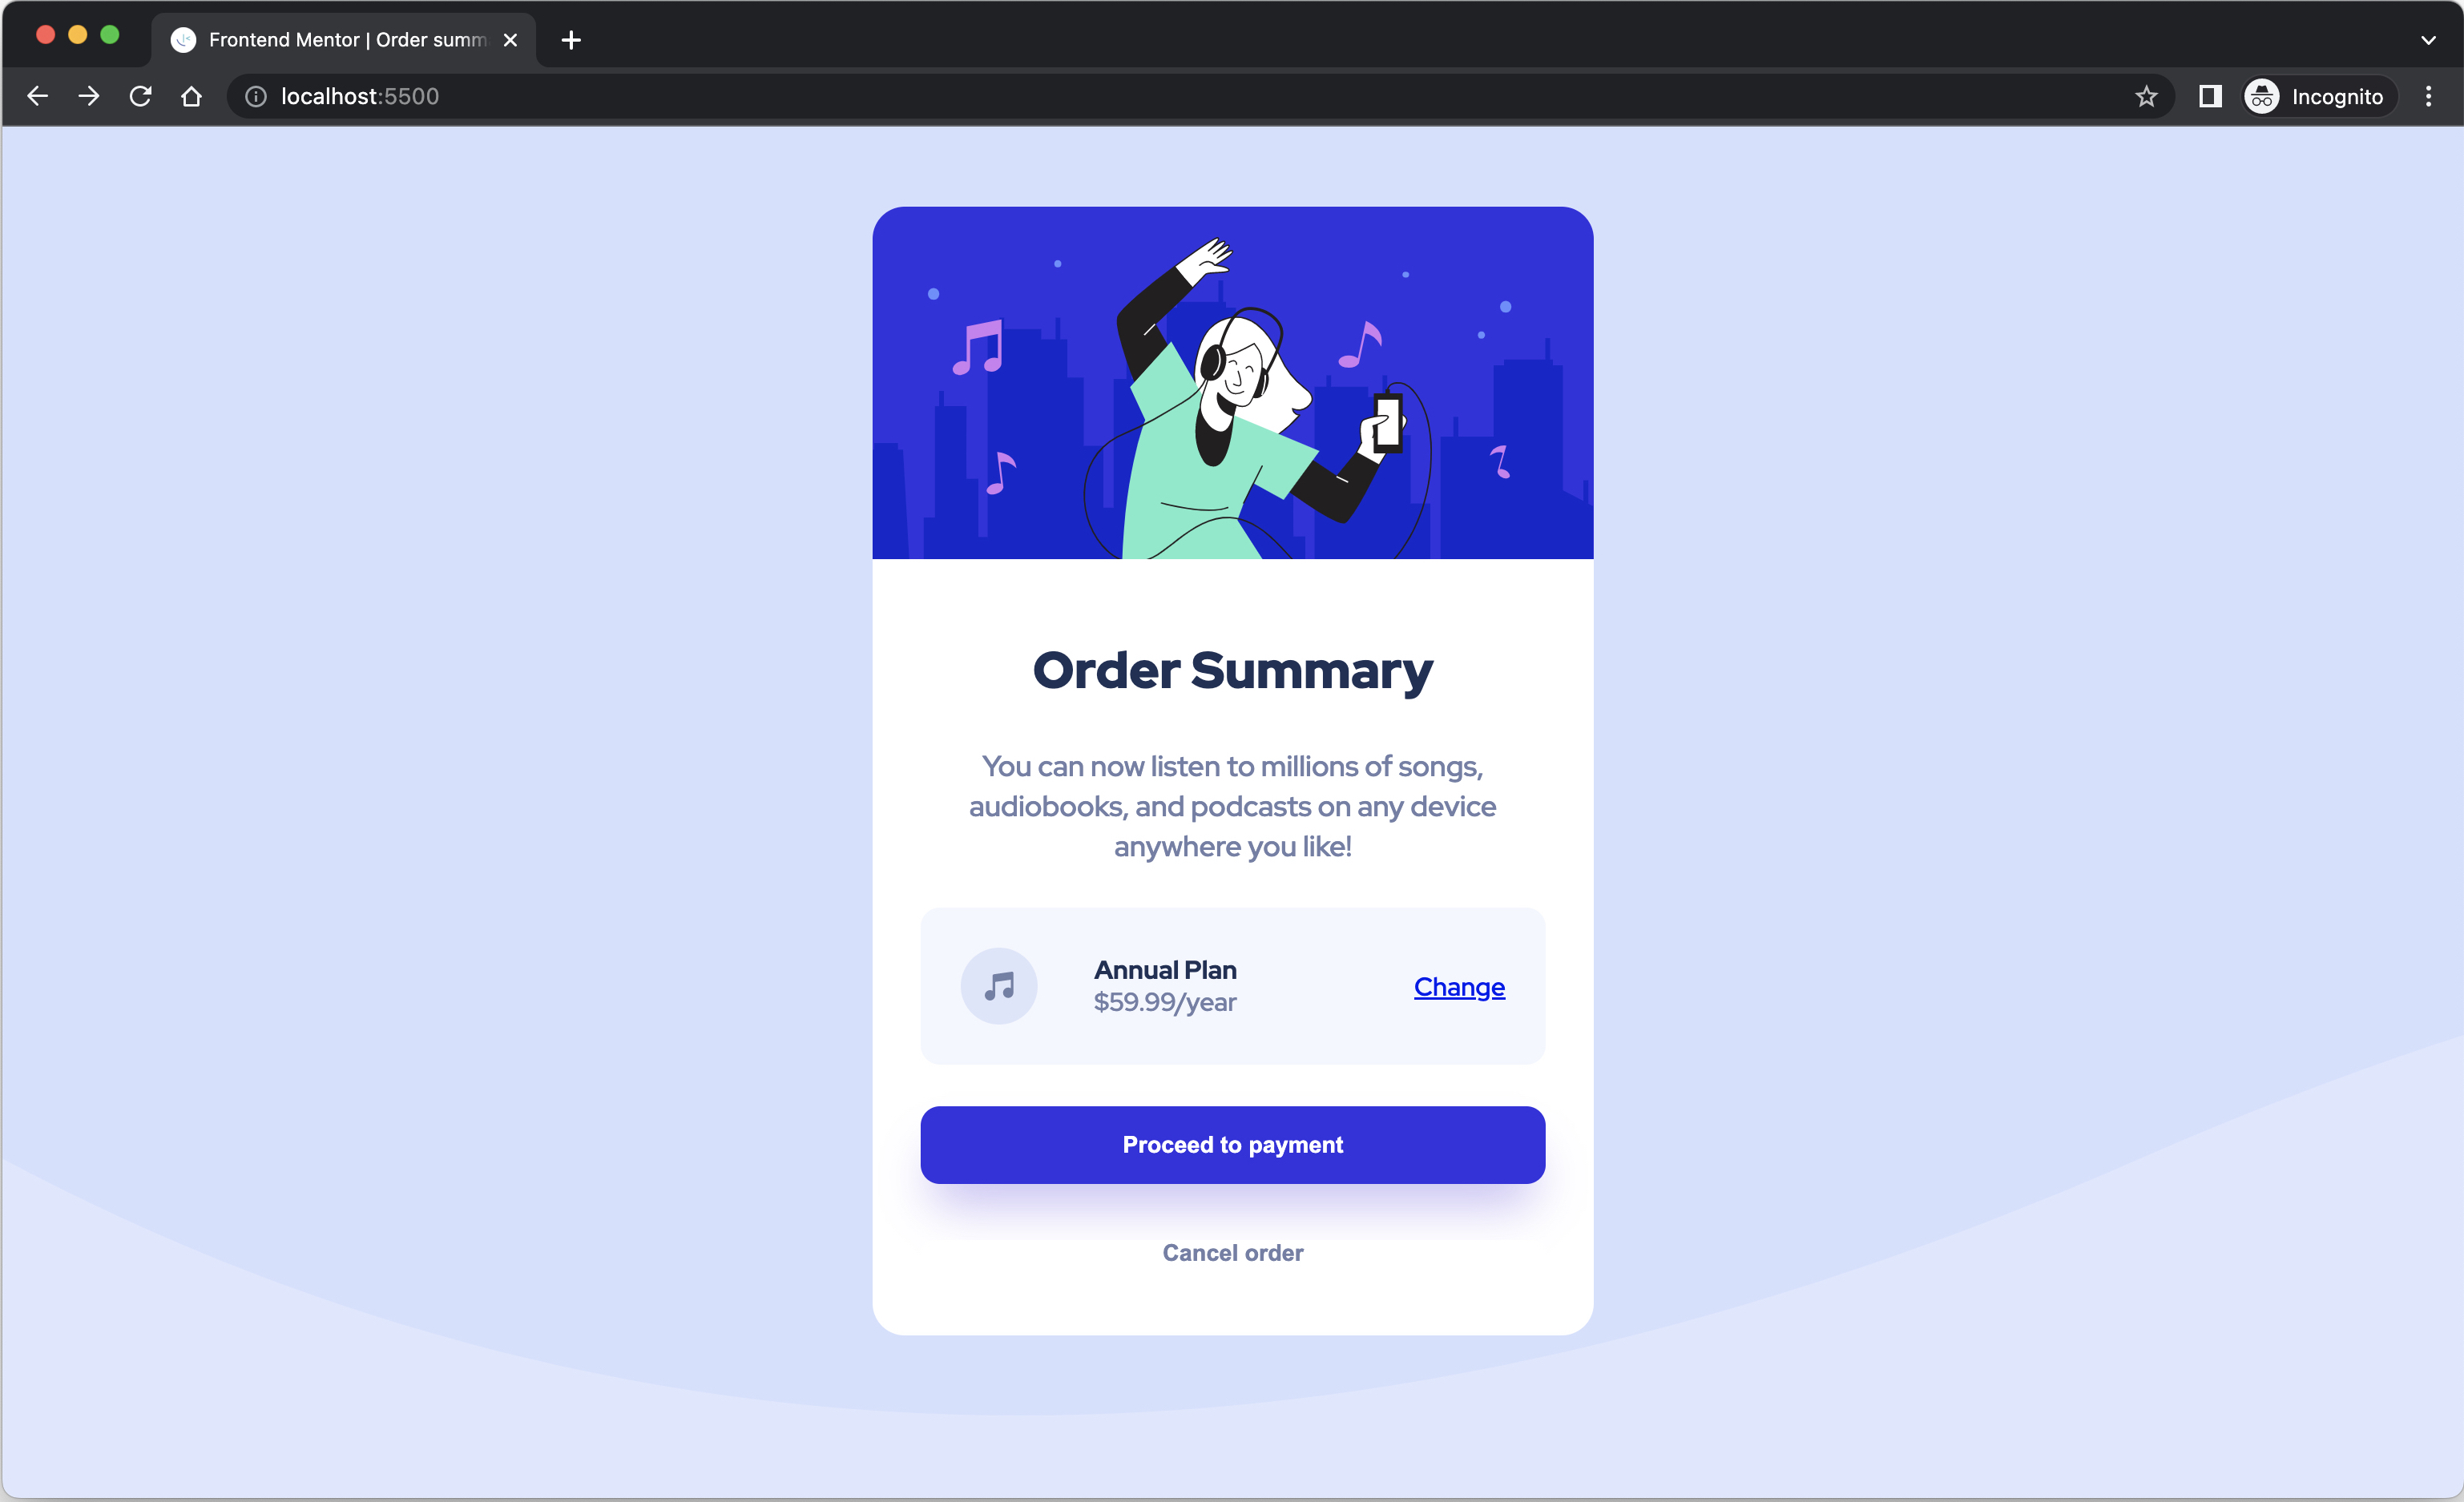 Frontend Mentor | Order summ
localhost:5500
Incognito
Order Summary
You can now listen to millions of songs,
audiobooks, and podcasts on any device
anywhere you like!
Annual Plan
$59.99/year
Change
Proceed to payment
Cancel order